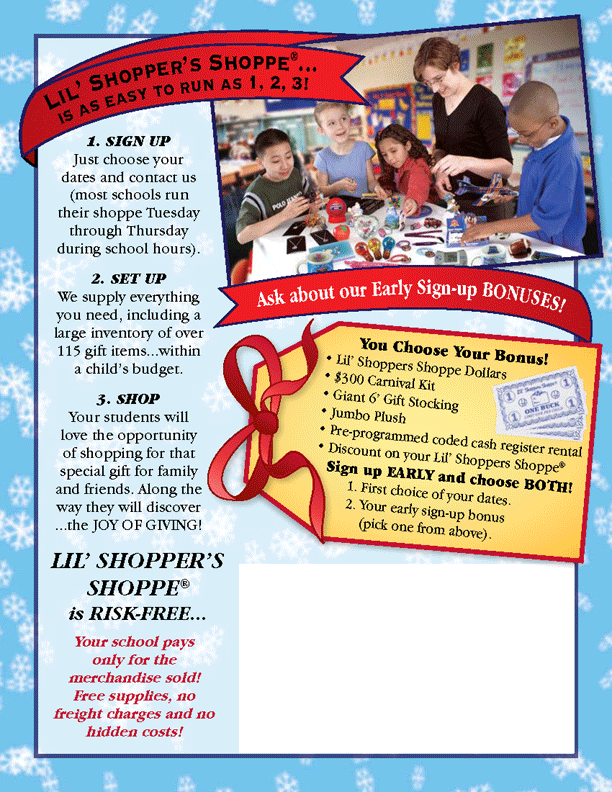 LIL' SHOPPER'S SHOPPE®...
IS AS EASY TO RUN AS 1, 2, 3!
1. SIGN UP
Just choose your
dates and contact us
(most schools run
their shoppe Tuesday
through Thursday
during school hours).
2. SET UP
We supply everything
you need, including a
large inventory of over
115 gift items...within
a child's budget.
3. SHOP
Your students will
love the opportunity
of shopping for that
special gift for family
and friends. Along the
way they will discover
...the JOY OF GIVING!
LIL' SHOPPER'S
SHOPPE®
is RISK-FREE...
Your school pays
only for the
merchandise sold!
Free supplies, no
freight charges and no
hidden costs!
Ask about our Early Sign-up BONUSES!
You Choose Your Bonus!
• Lil' Shoppers Shoppe Dollars
• $300 Carnival Kit
• Giant 6' Gift Stocking
• Jumbo Plush
• Pre-programmed coded cash register rental
• Discount on your Lil' Shoppers Shoppe®
Sign up EARLY and choose BOTH!
1. First choice of your dates.
2. Your early sign-up bonus
(pick one from above).
ONE BUCK